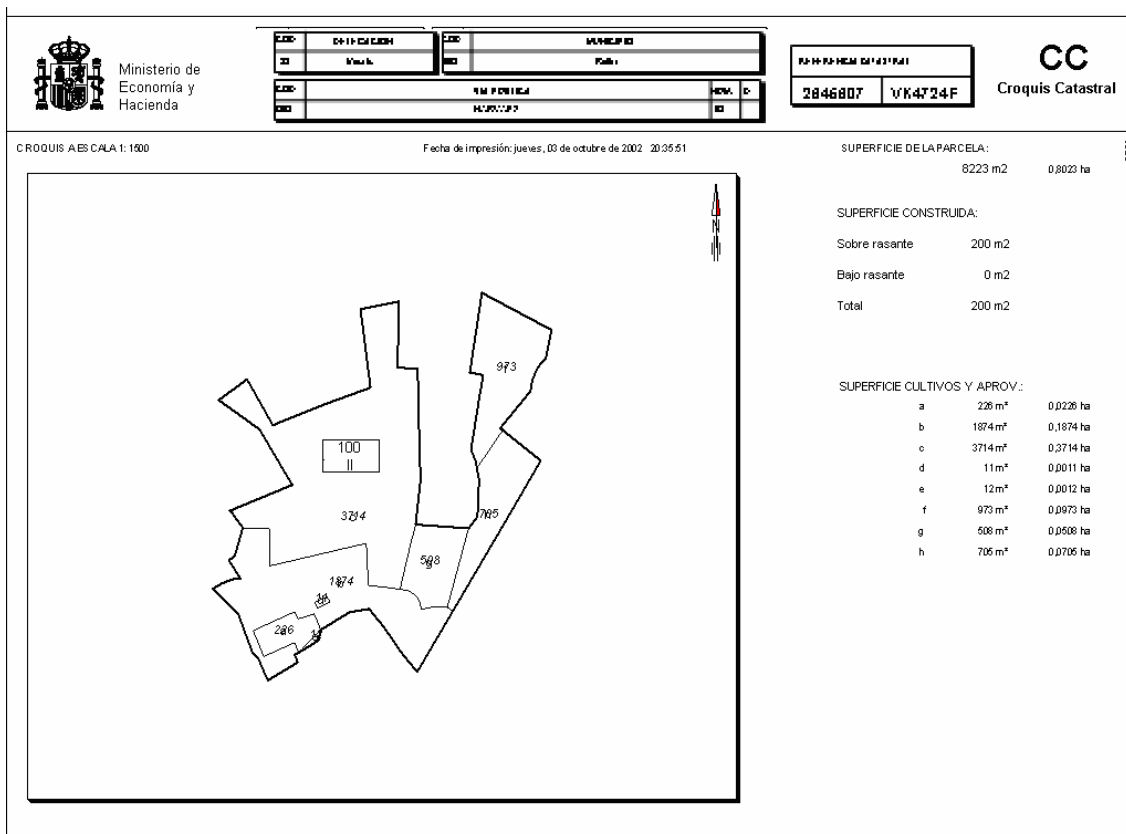 Ministerio de
Economía y
Hacienda
2846807 VK4724F
CC
Croquis Catastral
CROQUIS A ESCALA 1: 1500
Fecha de impresión: jueves, 03 de octubre de 2002 20:35:51
SUPERFICIE DE LA PARCELA:
8223 m2 0,8023 ha
SUPERFICIE CONSTRUIDA:
Sobre rasante 200 m2
Bajo rasante 0 m2
Total 200 m2
SUPERFICIE CULTIVOS Y APROV.:
a 226 m² 0,0226 ha
b 1874 m² 0,1874 ha
c 3714 m² 0,3714 ha
d 11 m² 0,0011 ha
e 12 m² 0,0012 ha
f 973 m² 0,0973 ha
g 508 m² 0,0508 ha
h 705 m² 0,0705 ha
N
973
100
II
3714
705
508
1874
226